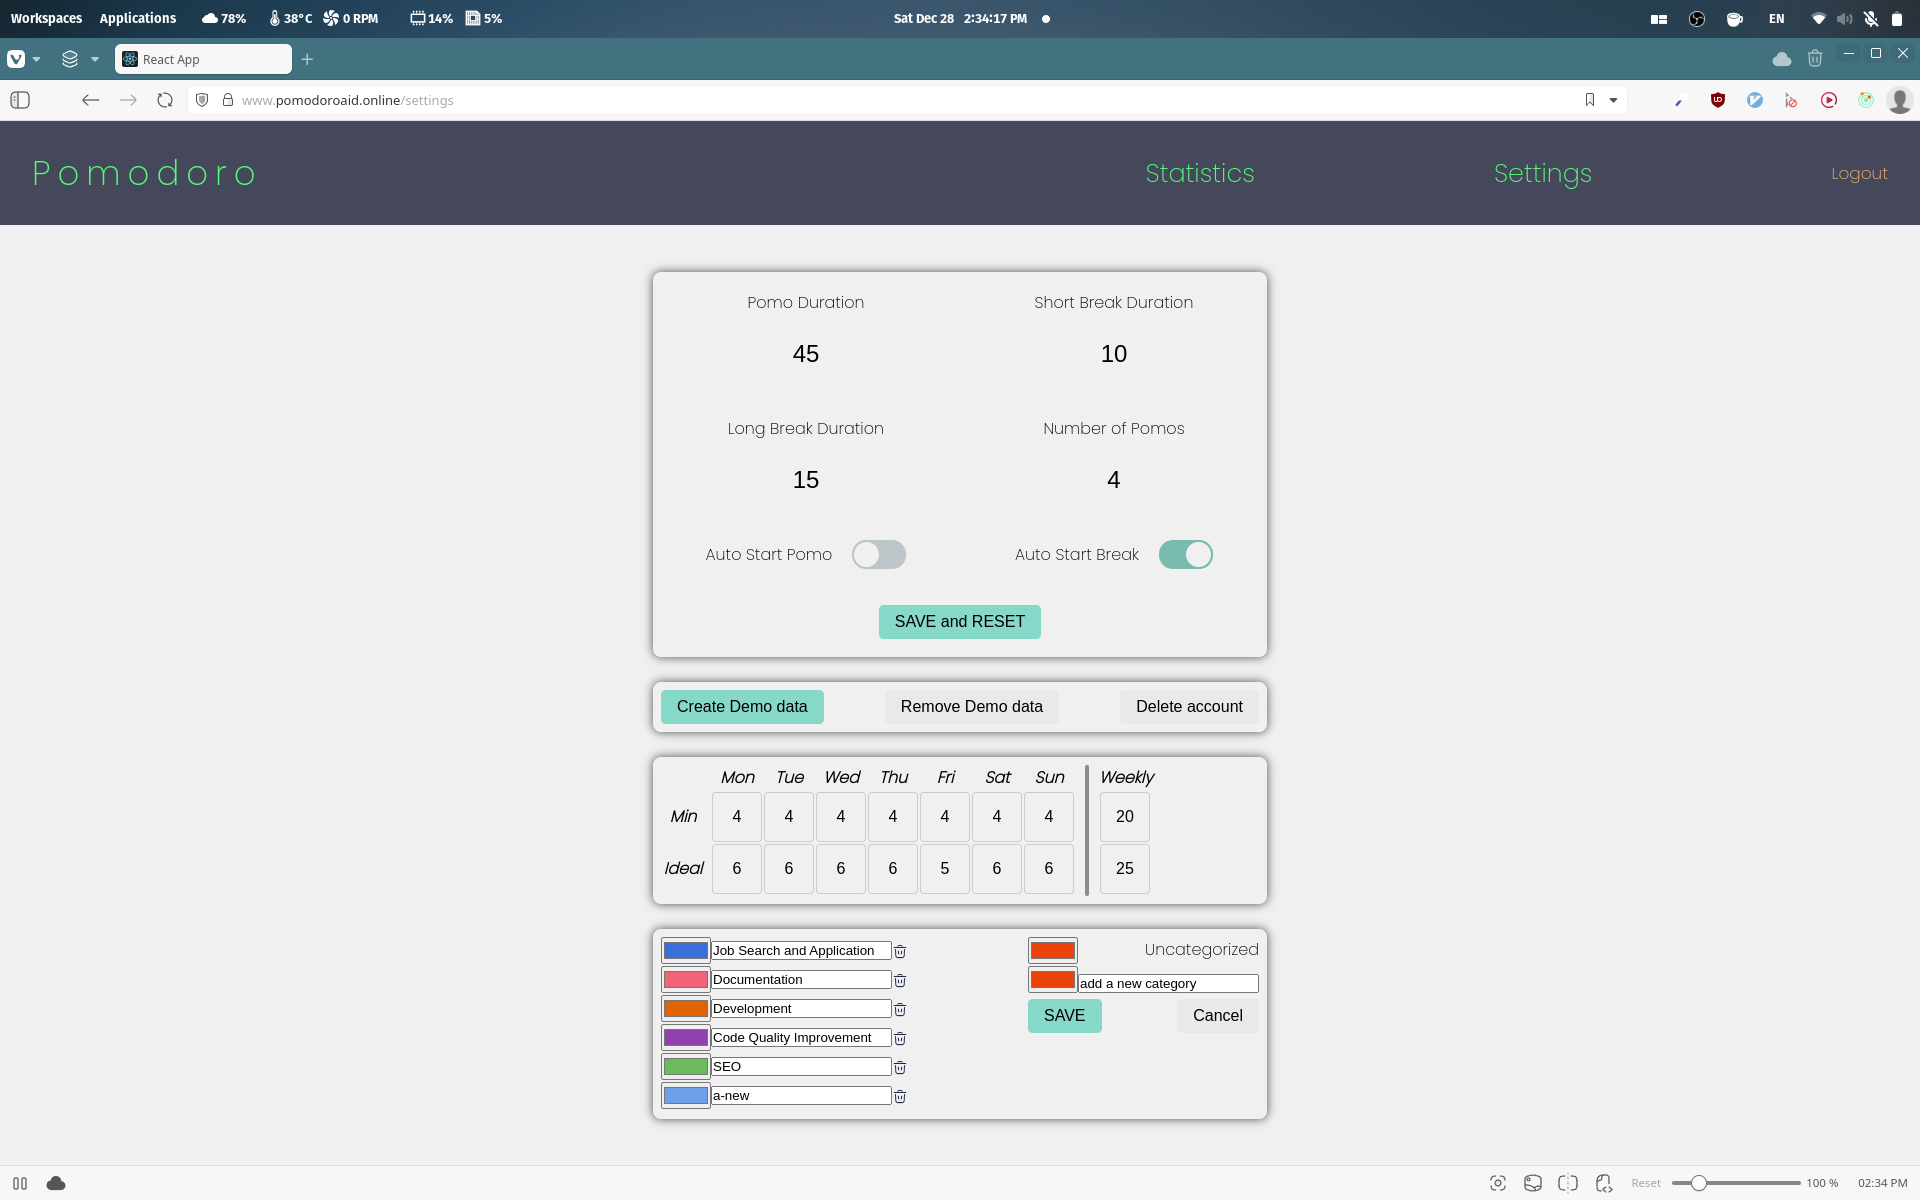 Workspaces Applications 78% 38°C 0 RPM 14% 5% Sat Dec 28 2:34:17 PM EN
React App
www.pomodoroaid.online/settings
Pomodoro Statistics Settings Logout
Pomo Duration Short Break Duration
45 10
Long Break Duration Number of Pomos
15 4
Auto Start Pomo Auto Start Break
SAVE and RESET
Create Demo data Remove Demo data Delete account
Mon Tue Wed Thu Fri Sat Sun Weekly
Min 4 4 4 4 4 4 4 20
Ideal 6 6 6 6 5 6 6 25
Job Search and Application Uncategorized
Documentation add a new category
Development SAVE Cancel
Code Quality Improvement
SEO
a-new
Reset 100 % 02:34 PM